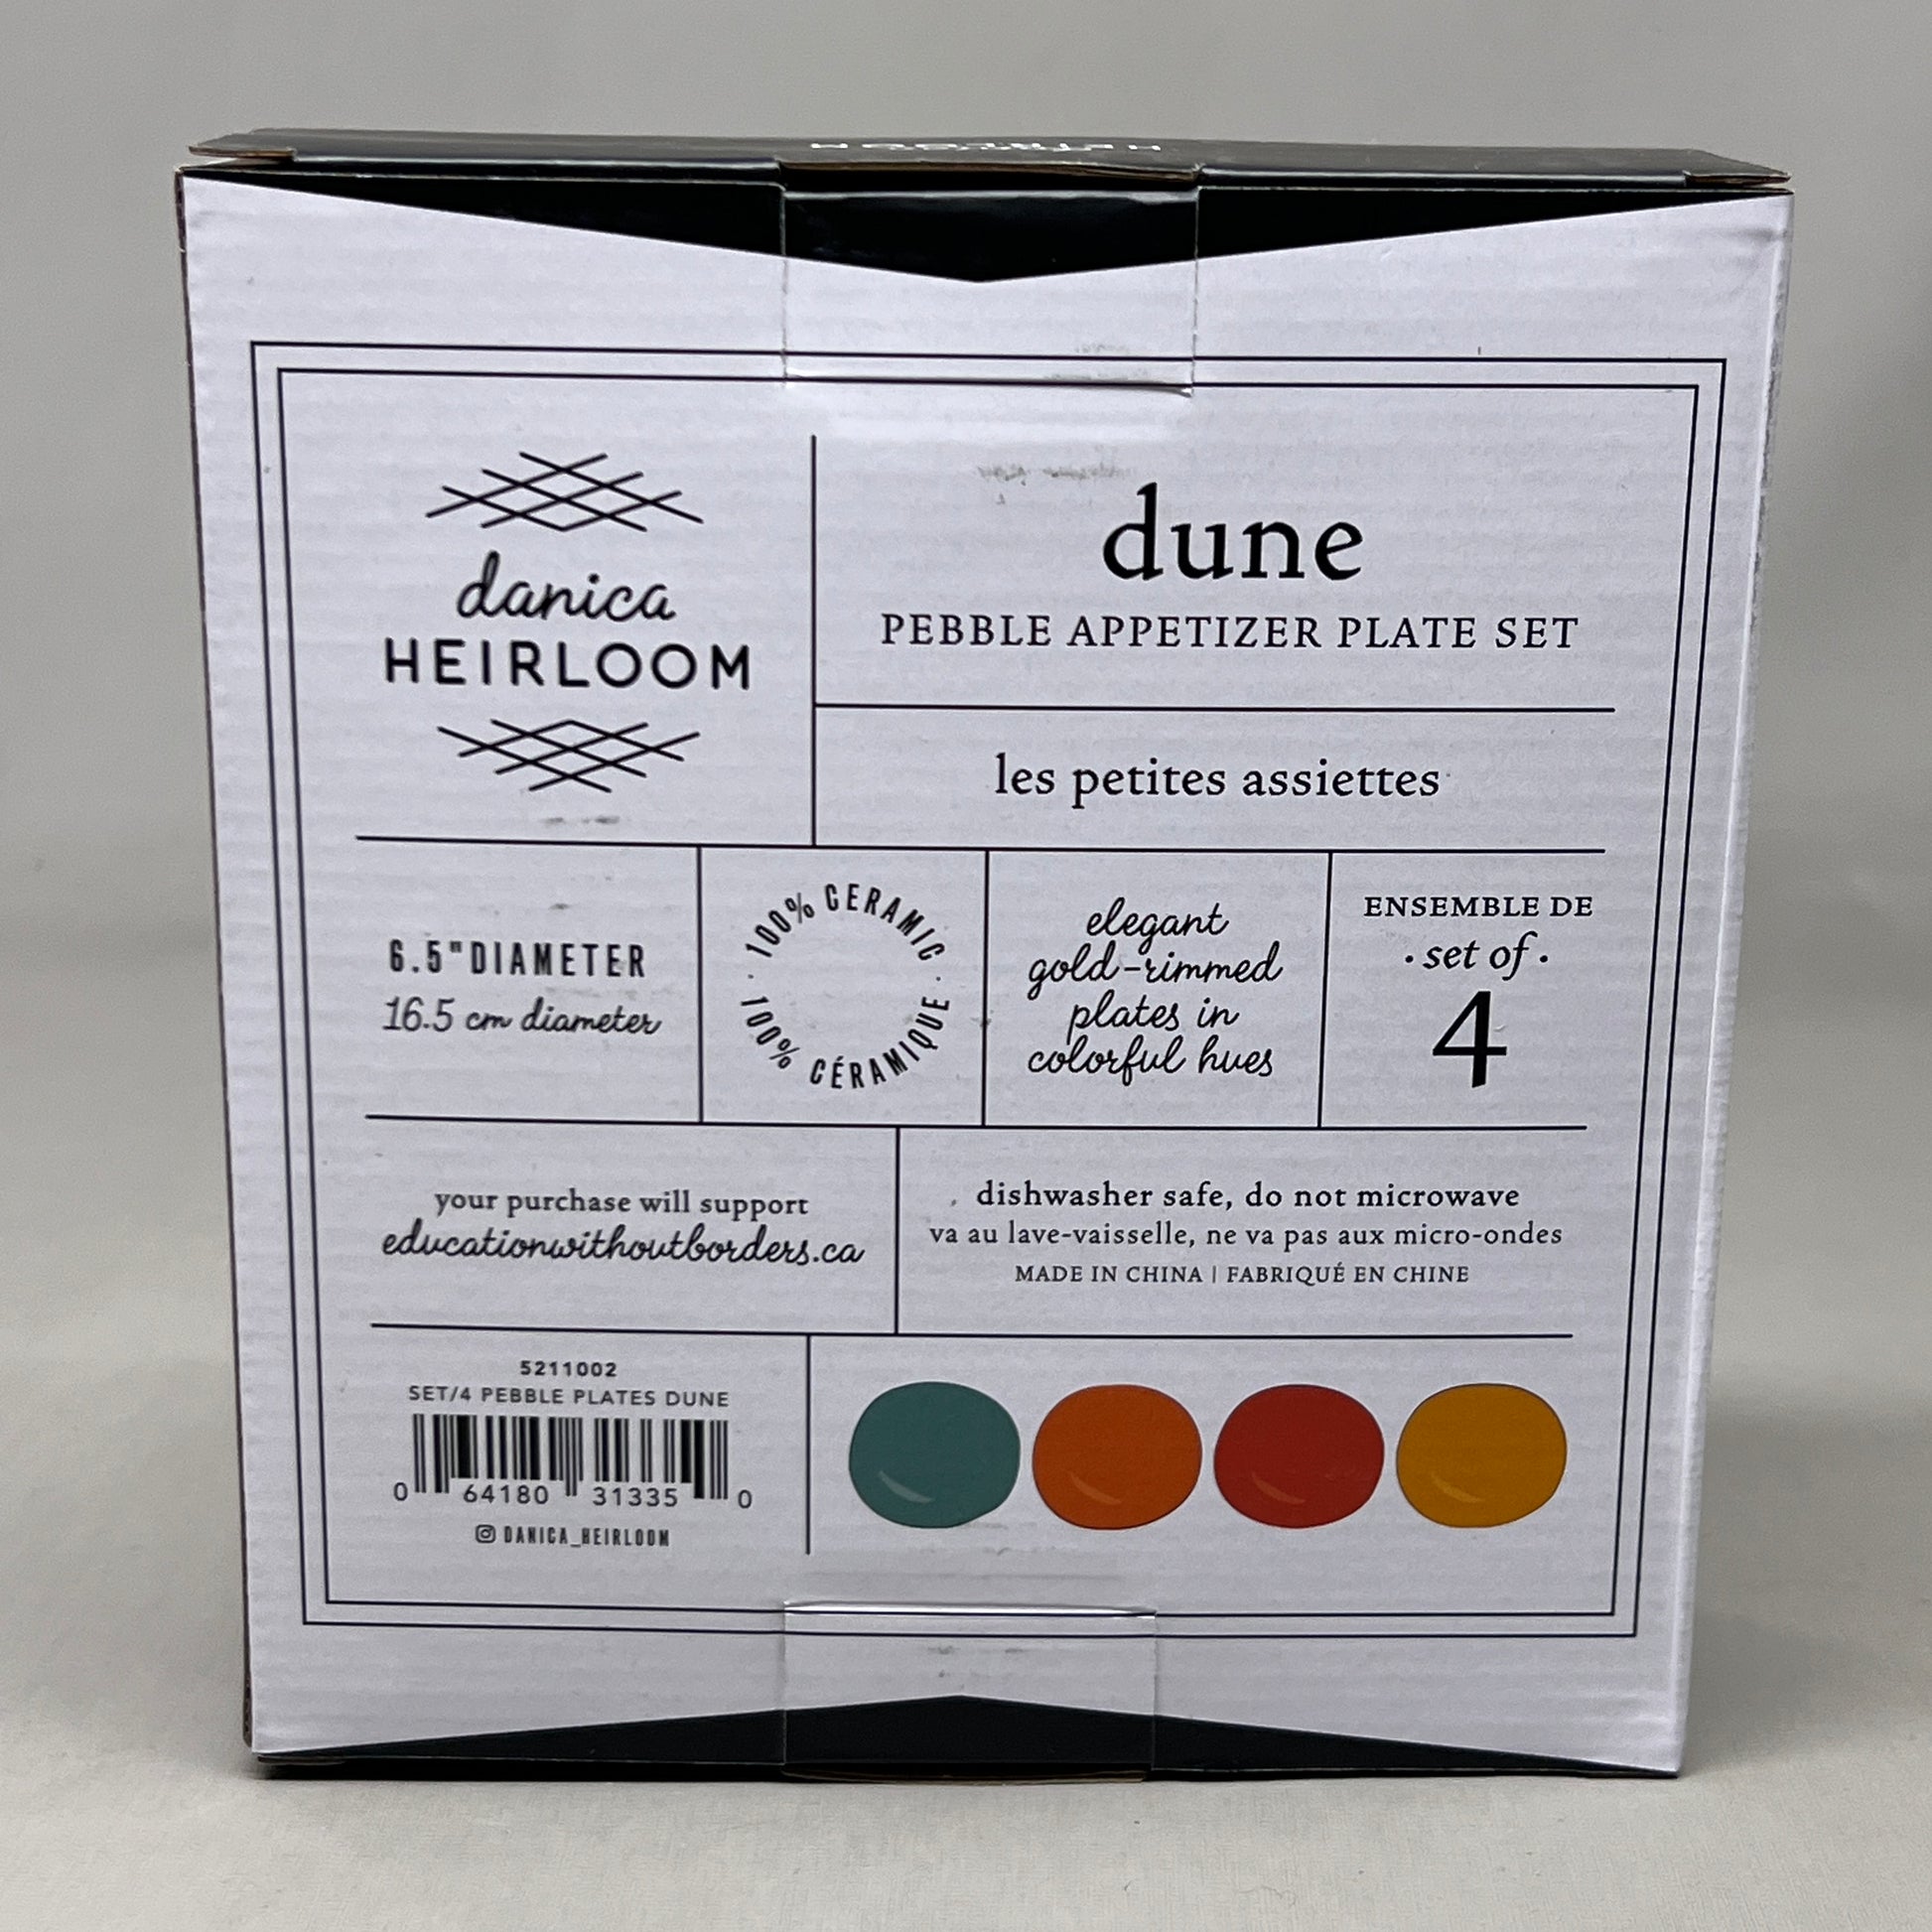 HEIRLOOM
danica
HEIRLOOM
dune
PEBBLE APPETIZER PLATE SET
les petites assiettes
6.5" DIAMETER
16.5 cm diameter
· 100% CERAMIC ·
100% CÉRAMIQUE
elegant
gold-rimmed
plates in
colorful hues
ENSEMBLE DE
· set of ·
4
your purchase will support
educationwithoutborders.ca
dishwasher safe, do not microwave
va au lave-vaisselle, ne va pas aux micro-ondes
MADE IN CHINA | FABRIQUÉ EN CHINE
5211002
SET/4 PEBBLE PLATES DUNE
0 64180 31335 0
DANICA_HEIRLOOM